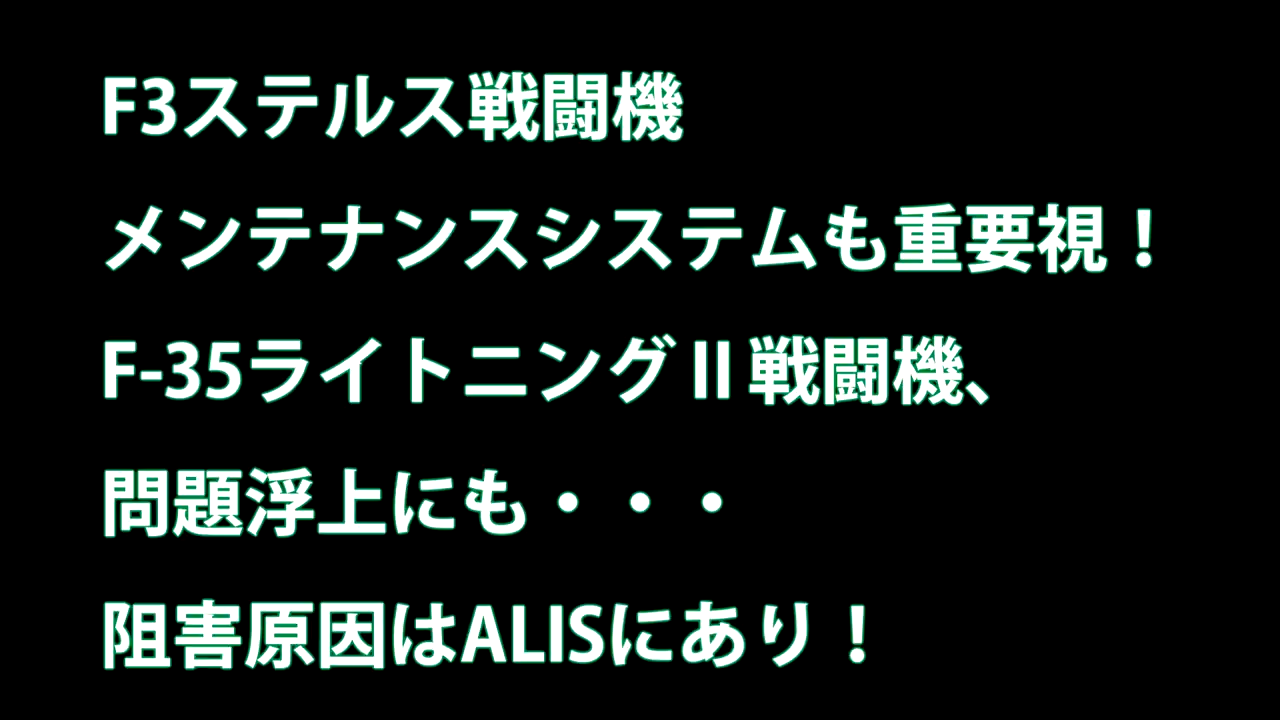 F3ステルス戦闘機
メンテナンスシステムも重要視！
F-35ライトニングⅡ戦闘機、
問題浮上にも・・・
阻害原因はALISにあり！